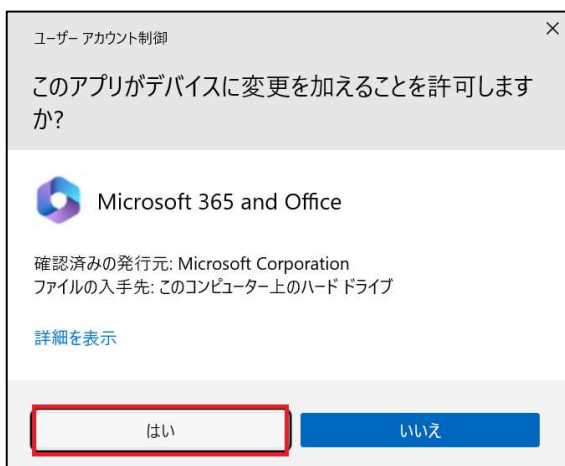 ユーザー アカウント制御
このアプリがデバイスに変更を加えることを許可します
か?
Microsoft 365 and Office
確認済みの発行元: Microsoft Corporation
ファイルの入手先: このコンピューター上のハード ドライブ
詳細を表示
はい
いいえ